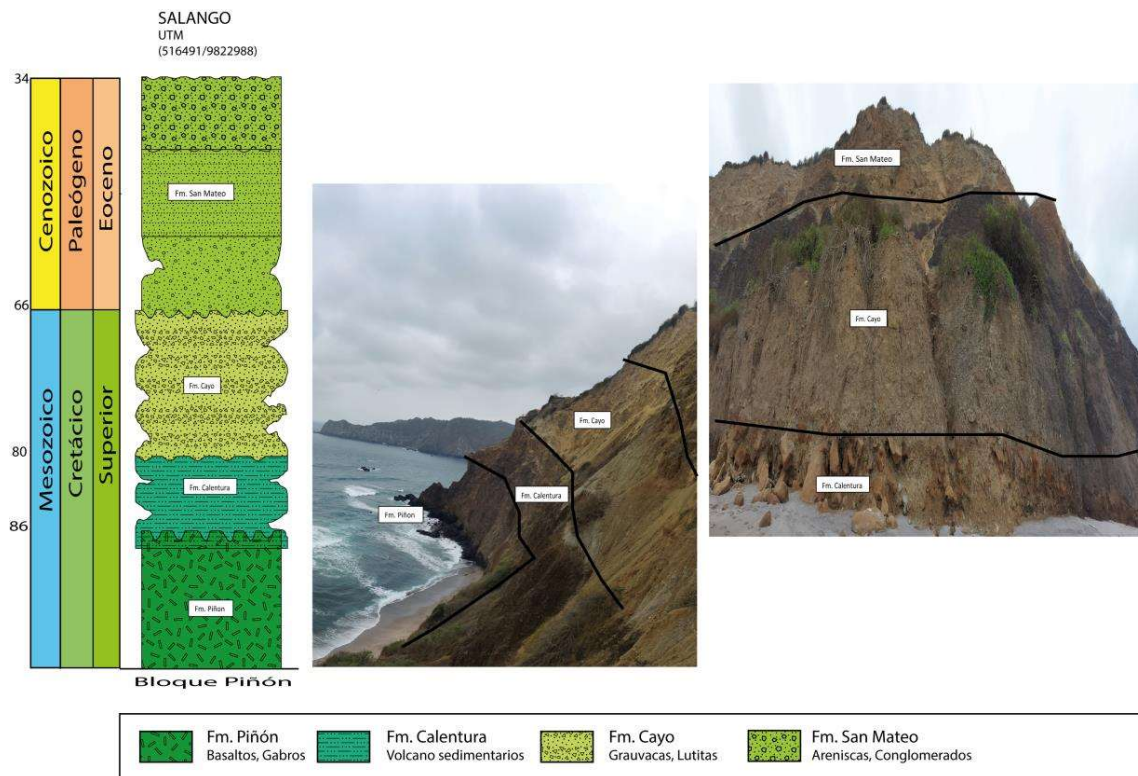 SALANGO
UTM
(516491/9822988)
34
66
80
86
Cenozoico
Paleógeno
Eoceno
Mesozoico
Cretácico
Superior
Fm. San Mateo
Fm. Cayo
Fm. Calentura
Fm. Piñon
Bloque Piñón
Fm. Piñon
Fm. Calentura
Fm. Cayo
Fm. San Mateo
Fm. Cayo
Fm. Calentura
Fm. Piñón
Basaltos, Gabros
Fm. Calentura
Volcano sedimentarios
Fm. Cayo
Grauvacas, Lutitas
Fm. San Mateo
Areniscas, Conglomerados